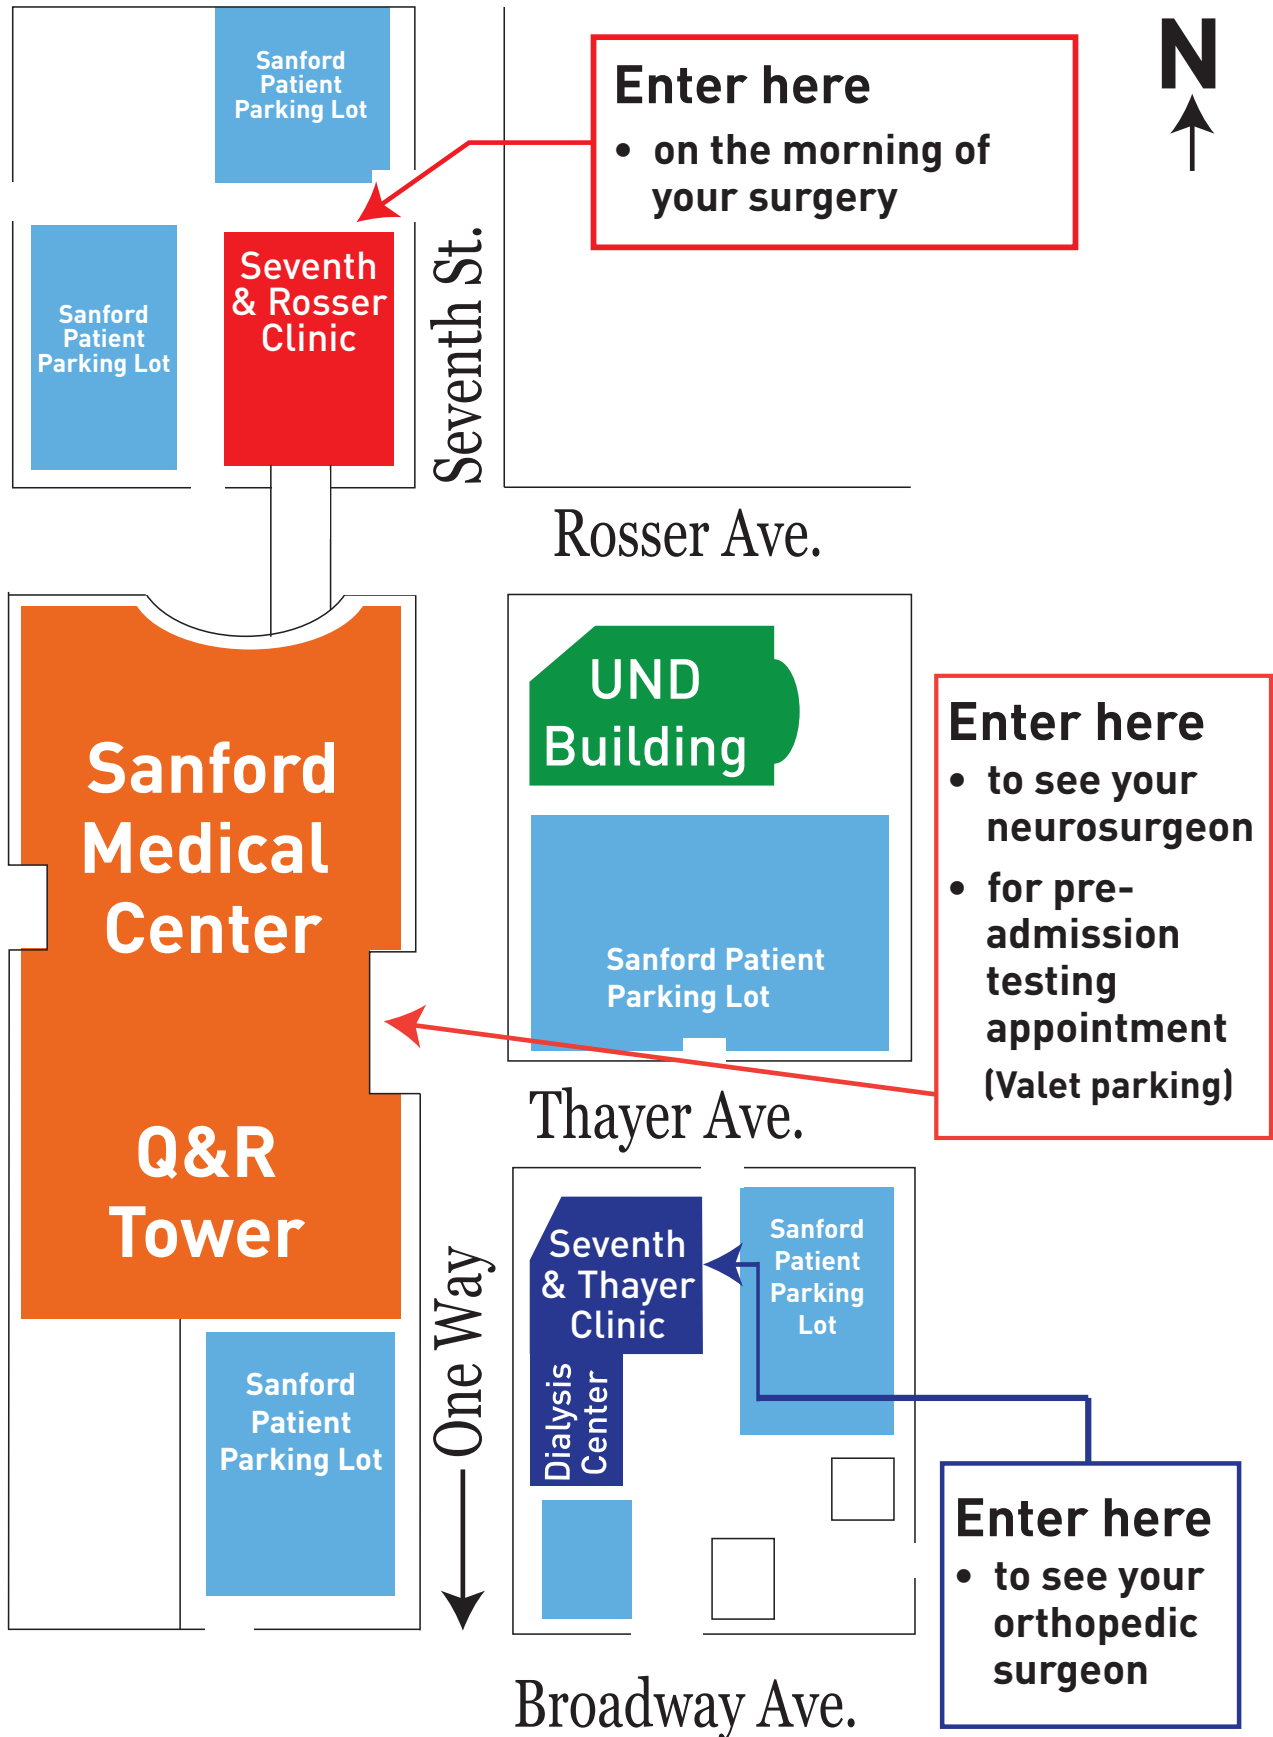 Sanford
Patient
Parking Lot
N
Enter here
• on the morning of
your surgery
Sanford
Patient
Parking Lot
Seventh
& Rosser
Clinic
Seventh St.
Rosser Ave.
Sanford
Medical
Center
Q&R
Tower
UND
Building
Sanford Patient
Parking Lot
Enter here
• to see your
neurosurgeon
• for pre-
admission
testing
appointment
(Valet parking)
Thayer Ave.
Seventh
& Thayer
Clinic
Dialysis
Center
Sanford
Patient
Parking
Lot
Sanford
Patient
Parking Lot
One Way
Enter here
• to see your
orthopedic
surgeon
Broadway Ave.